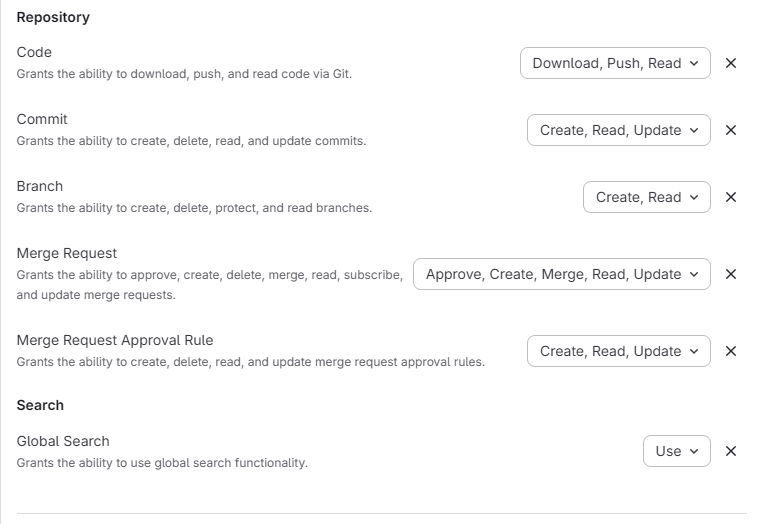 Repository
Code
Grants the ability to download, push, and read code via Git.
Download, Push, Read
Commit
Grants the ability to create, delete, read, and update commits.
Create, Read, Update
Branch
Grants the ability to create, delete, protect, and read branches.
Create, Read
Merge Request
Grants the ability to approve, create, delete, merge, read, subscribe,
and update merge requests.
Approve, Create, Merge, Read, Update
Merge Request Approval Rule
Grants the ability to create, delete, read, and update merge request approval rules.
Create, Read, Update
Search
Global Search
Grants the ability to use global search functionality.
Use